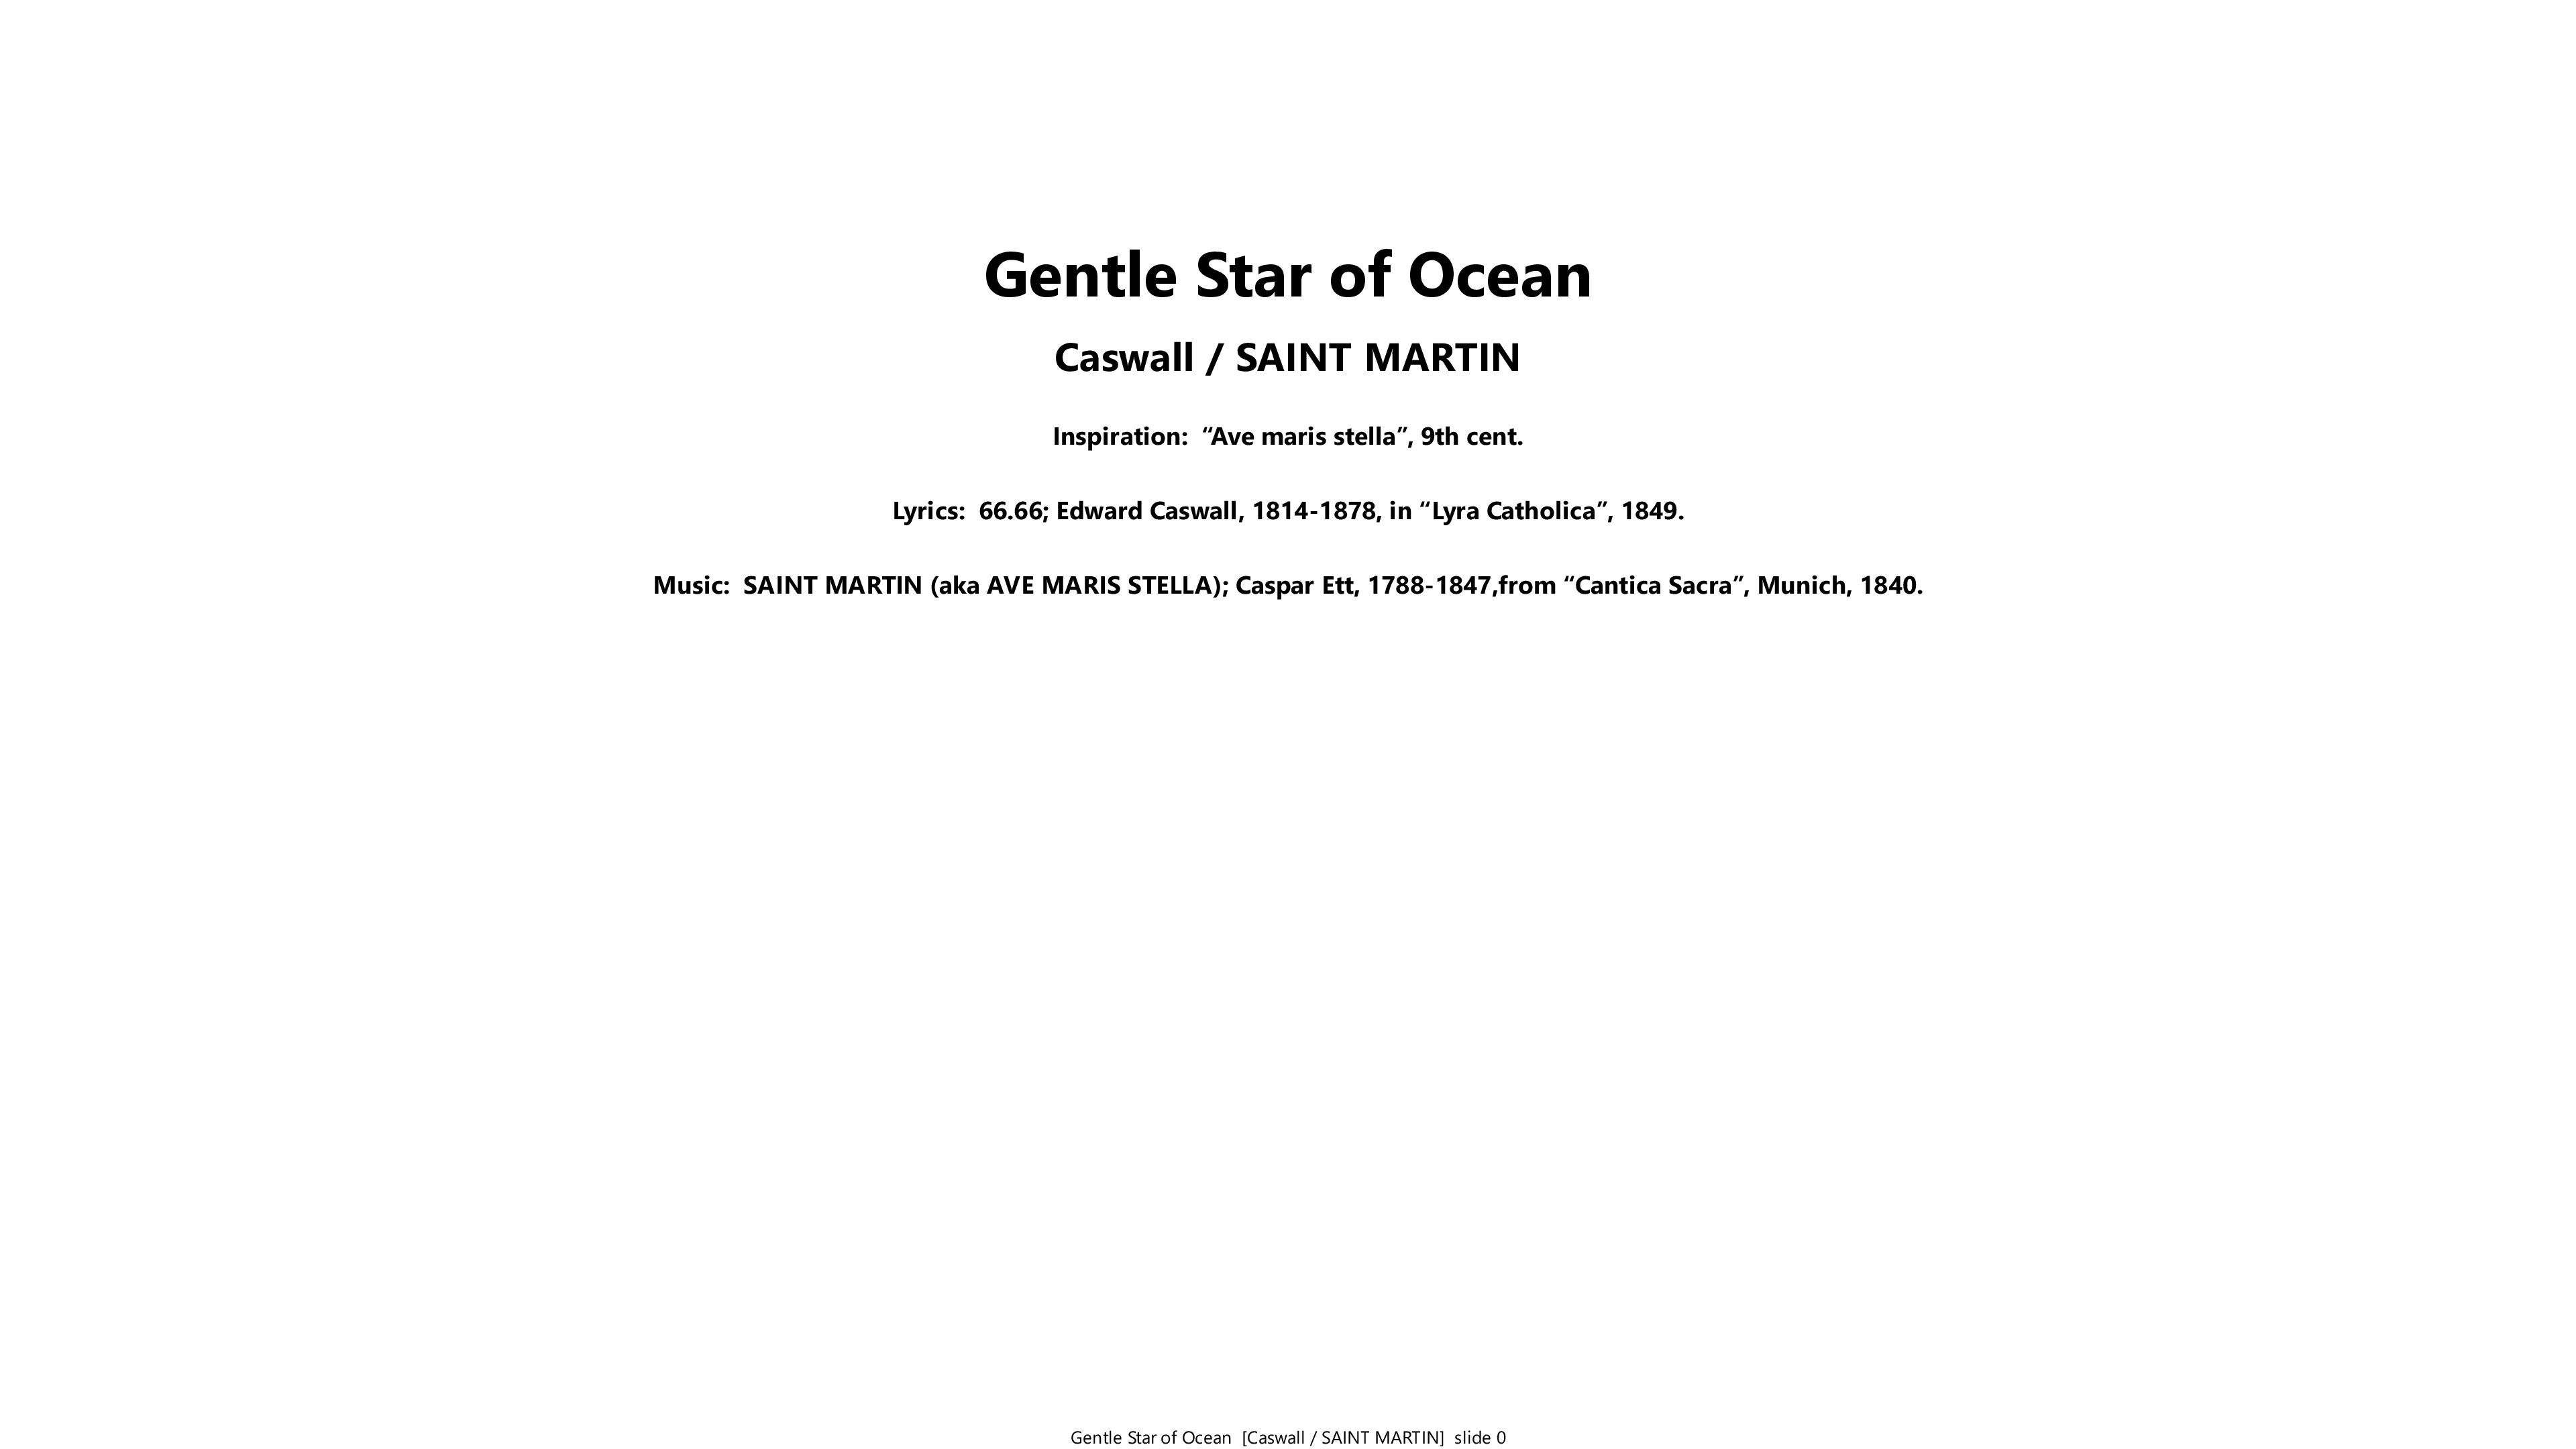 Gentle Star of Ocean
Caswall / SAINT MARTIN
Inspiration:  “Ave maris stella”, 9th cent.
Lyrics:  66.66; Edward Caswall, 1814-1878, in “Lyra Catholica”, 1849.
Music:  SAINT MARTIN (aka AVE MARIS STELLA); Caspar Ett, 1788-1847,from “Cantica Sacra”, Munich, 1840.
Gentle Star of Ocean  [Caswall / SAINT MARTIN]  slide 0